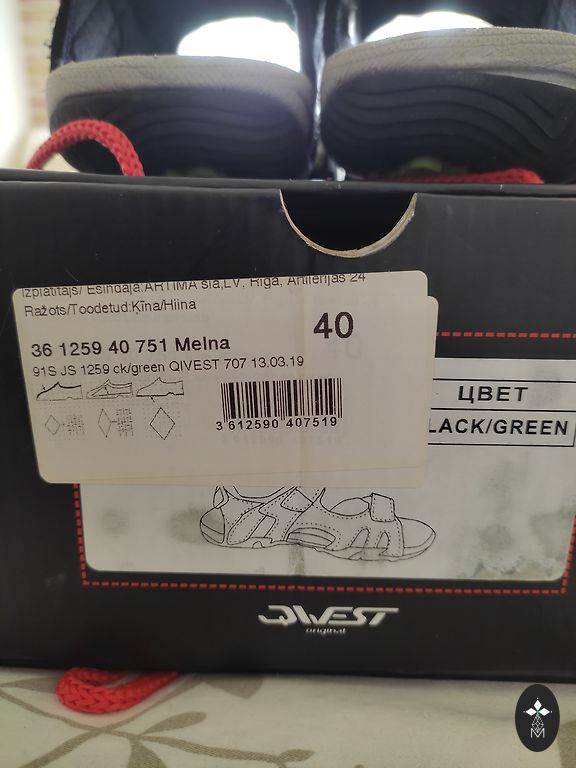 Izplatītājs/ Esindaja:ARTIMA sia,LV, Rīga, Artilērijas 24
Ražots/Toodetud:Ķīna/Hiina
40
36 1259 40 751 Melna
91S JS 1259 ck/green QIVEST 707 13.03.19
3 612590 407519
ЦВЕТ
LACK/GREEN
QWEST
original
M